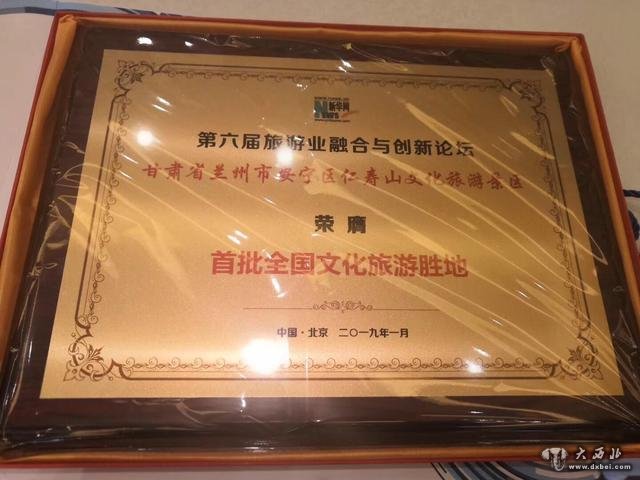 新华网
NEWS
第六届旅游业融合与创新论坛
甘肃省兰州市安宁区仁寿山文化旅游景区
荣膺
首批全国文化旅游胜地
中国·北京 二〇一九年一月
大西北
www.dxbei.com